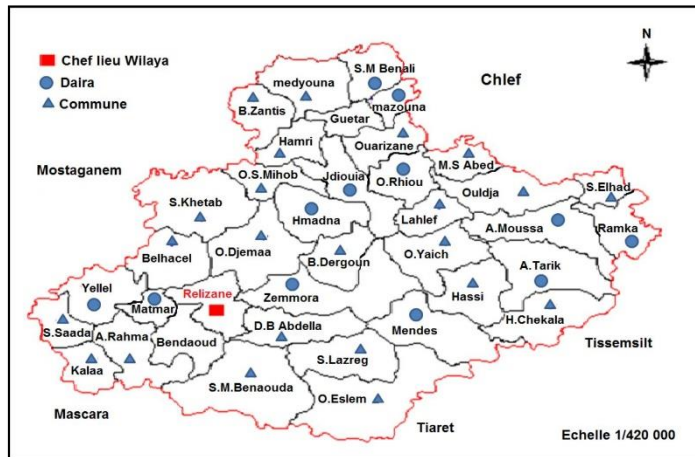 N
Chef lieu Wilaya
Daira
Commune
S.M Benali
Chlef
medyouna
mazouna
B.Zantis
Guetar
Hamri
Ouarizane
Mostaganem
O.S.Mihob
Jdiouia
O.Rhiou
M.S Abed
Ouldja
S.Elhad
S.Khetab
Hmadna
Lahlef
A.Moussa
Ramka
Belhacel
O.Djemaa
B.Dergoun
O.Yaich
A.Tarik
Yellel
Matmar
Relizane
Zemmora
Hassi
S.Saada
A.Rahma
Bendaoud
D.B Abdella
Mendes
H.Chekala
Kalaa
S.Lazreg
Tissemsilt
S.M.Benaouda
O.Eslem
Mascara
Tiaret
Echelle 1/420 000